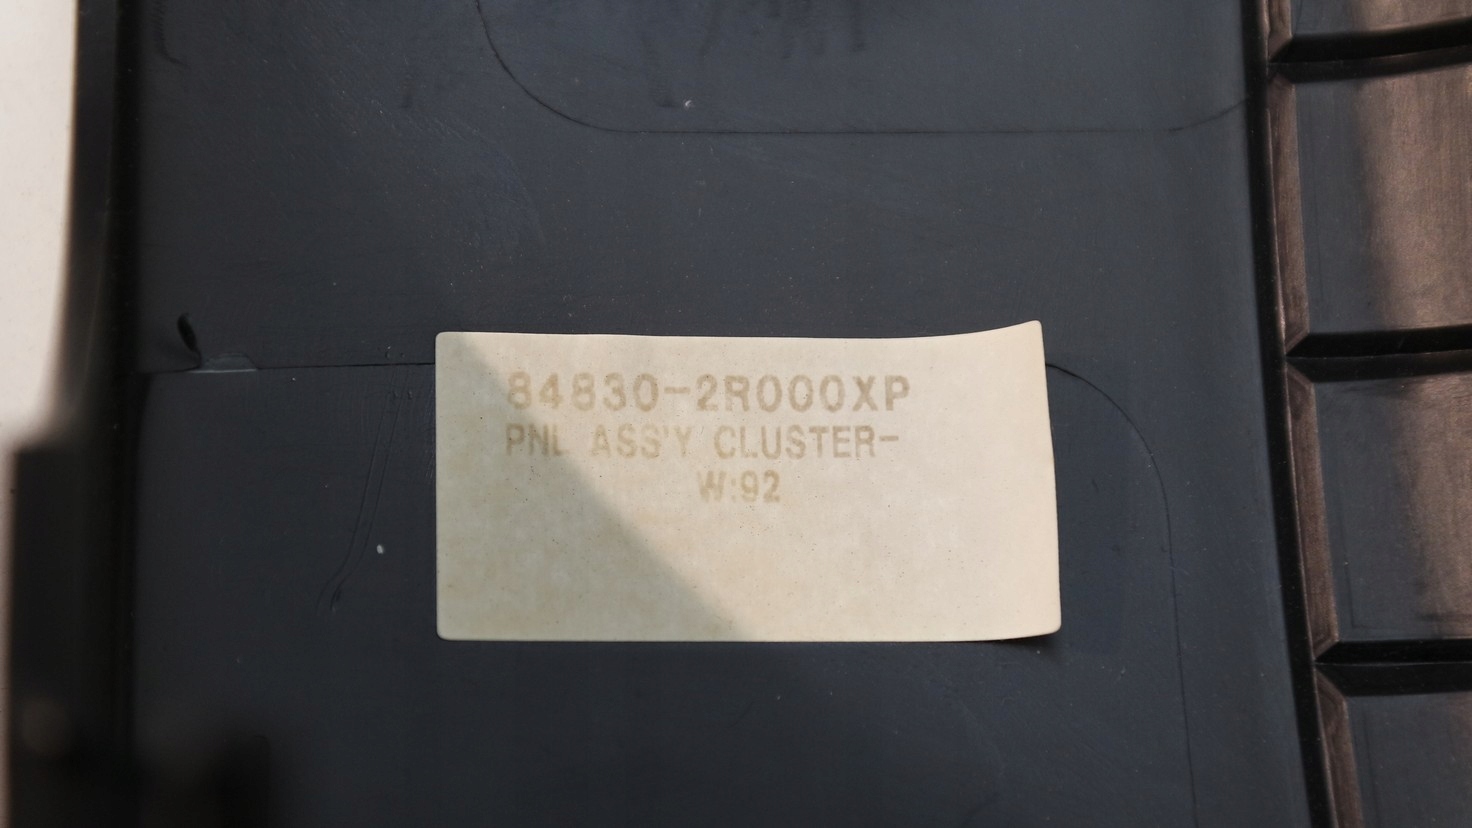 84830-2R000XP
PNL ASS'Y CLUSTER-
W:92